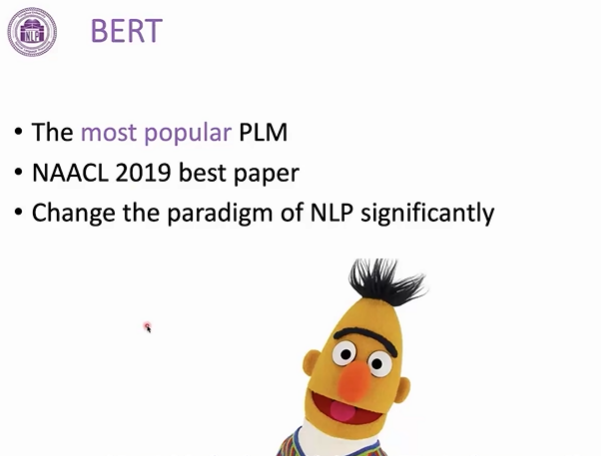 BERT
• The most popular PLM
• NAACL 2019 best paper
• Change the paradigm of NLP significantly